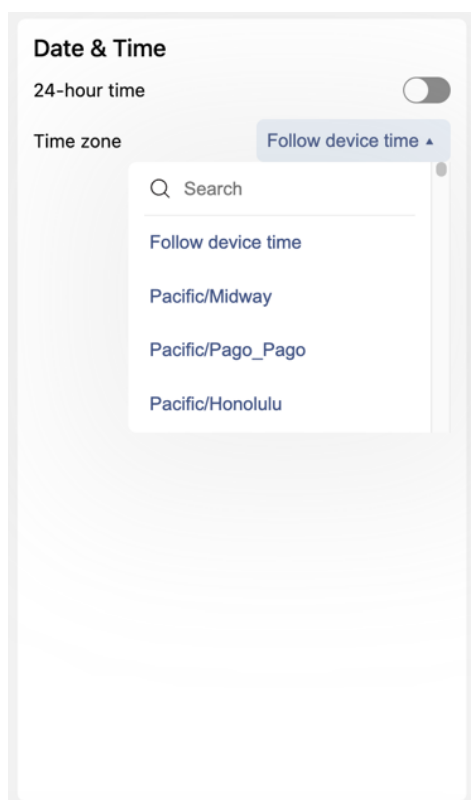 Date & Time
24-hour time
Time zone Follow device time ▲
Search
Follow device time
Pacific/Midway
Pacific/Pago_Pago
Pacific/Honolulu